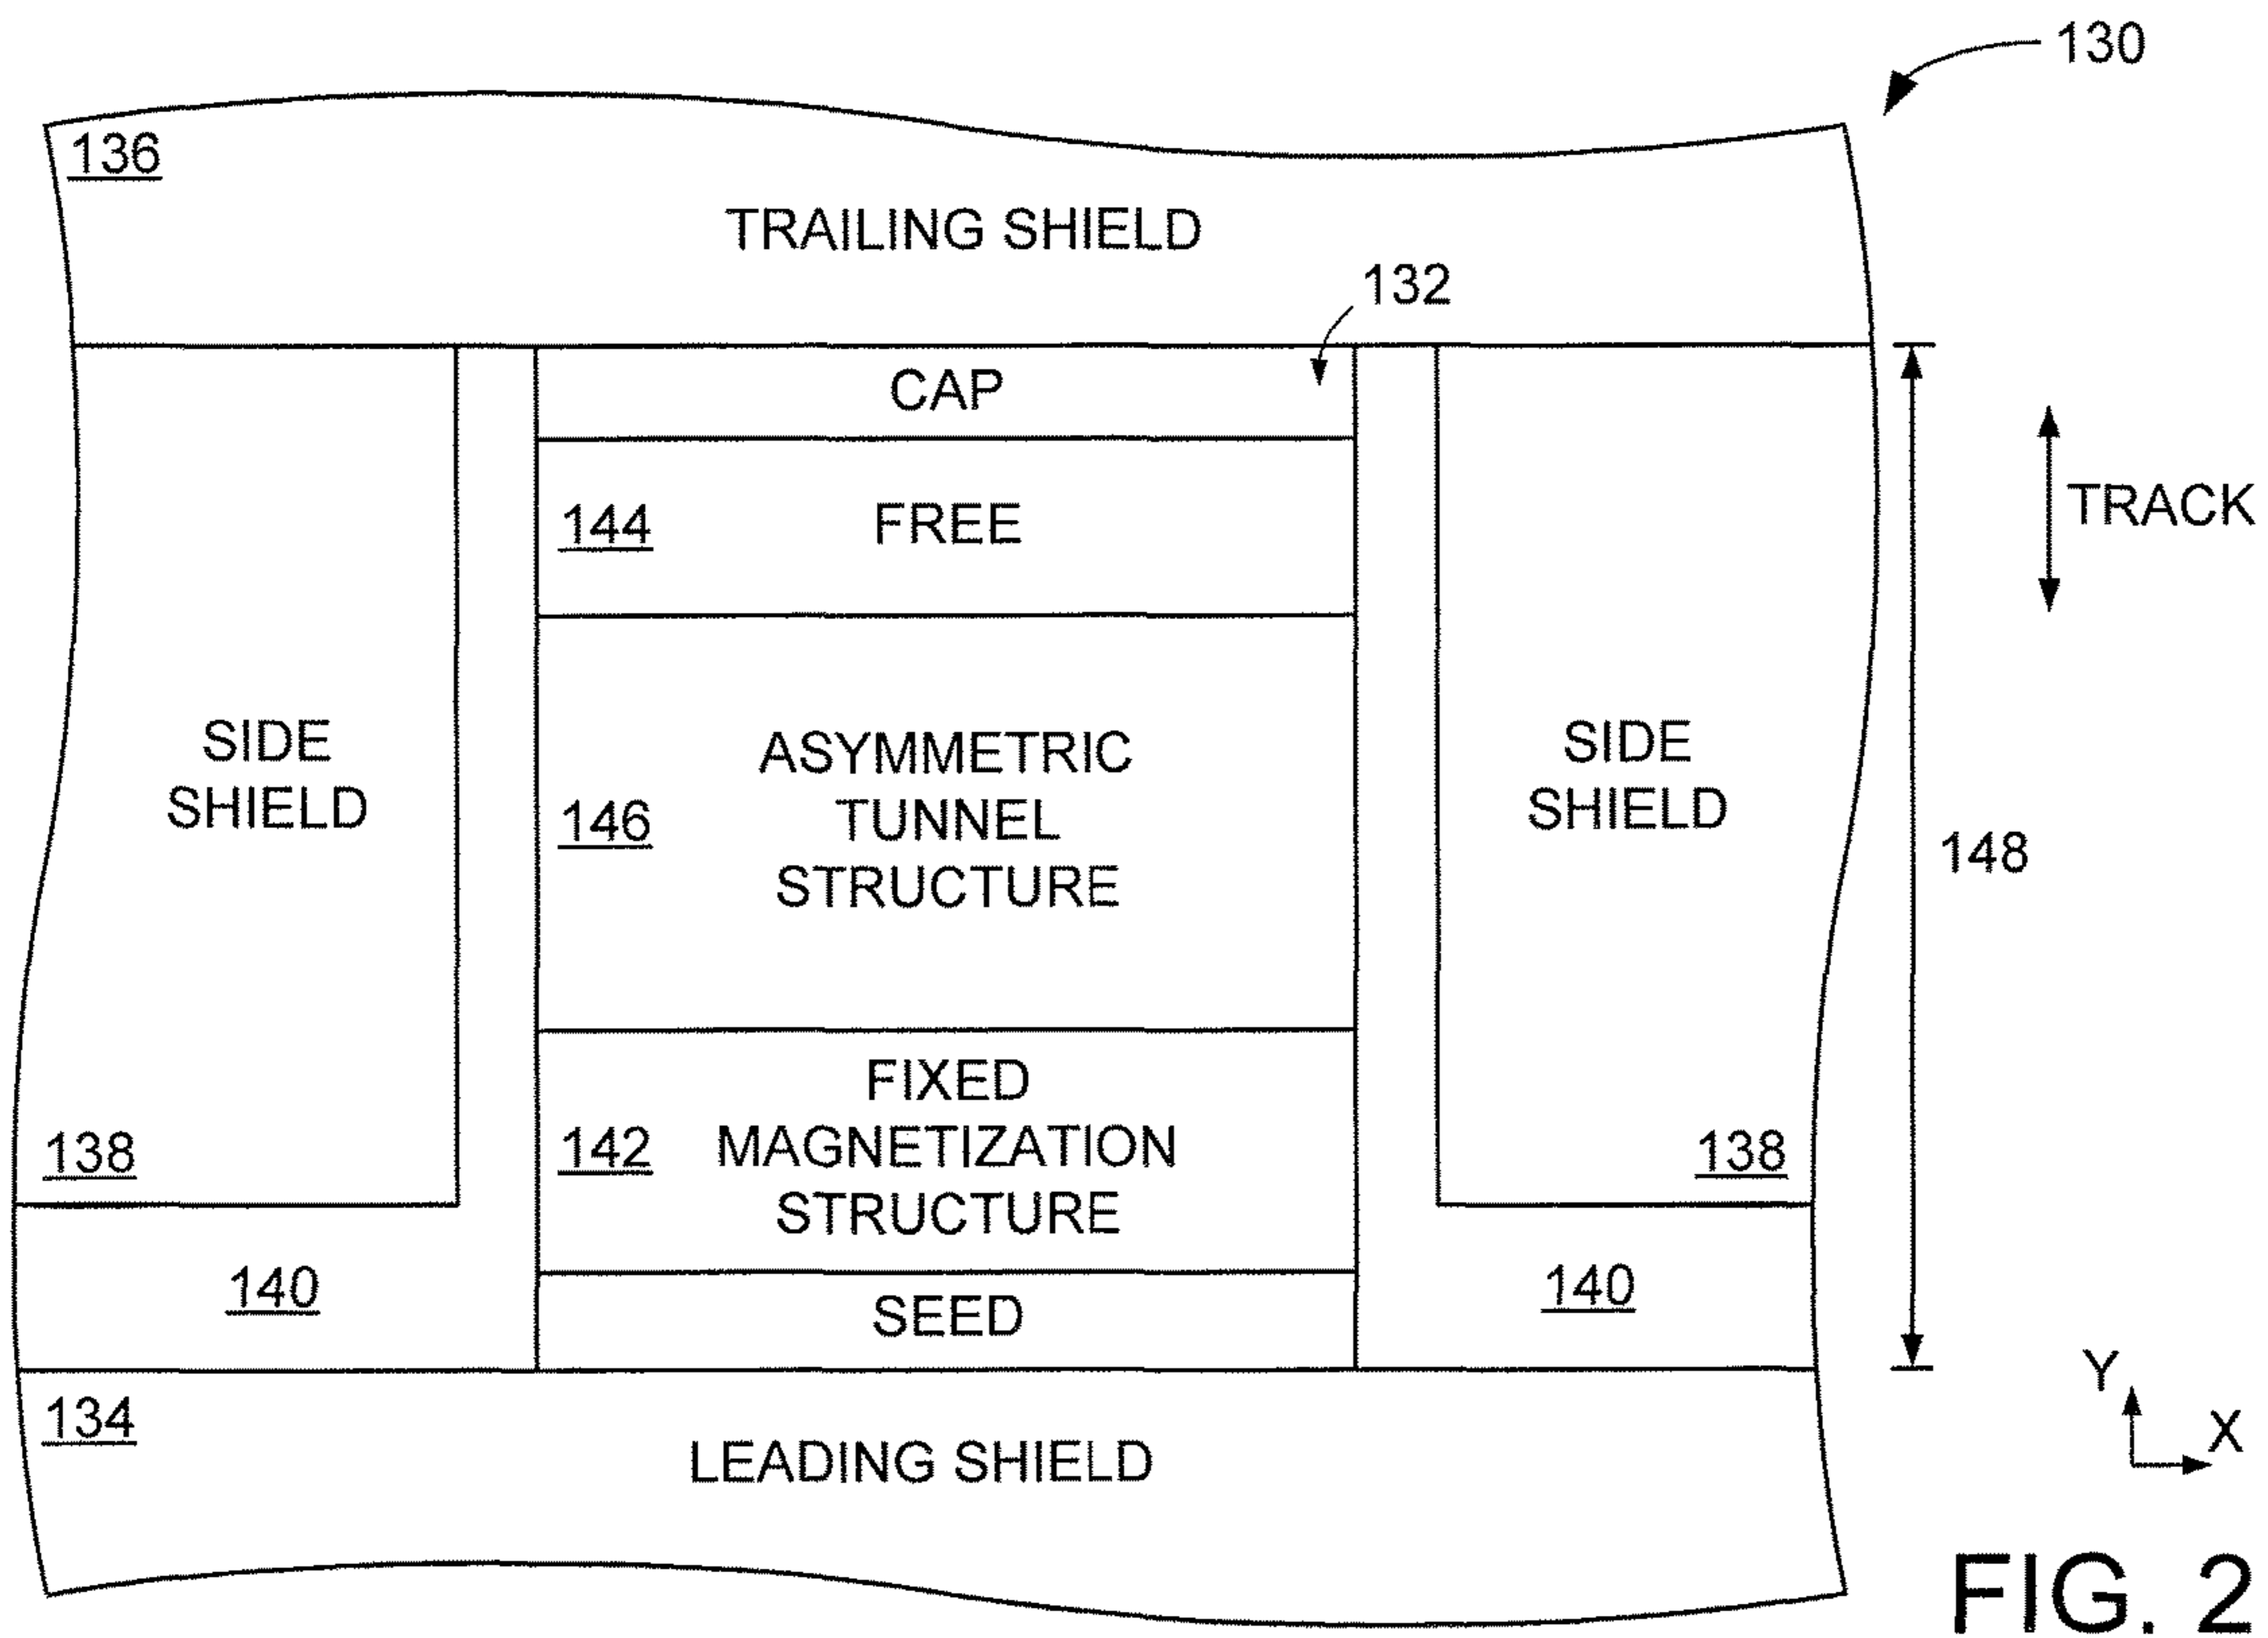 130
136
TRAILING SHIELD
132
CAP
144 FREE
TRACK
SIDE
SHIELD
146 ASYMMETRIC
TUNNEL
STRUCTURE
SIDE
SHIELD
148
138
142 FIXED
MAGNETIZATION
STRUCTURE
138
140
SEED
140
134
LEADING SHIELD
Y
X
FIG. 2